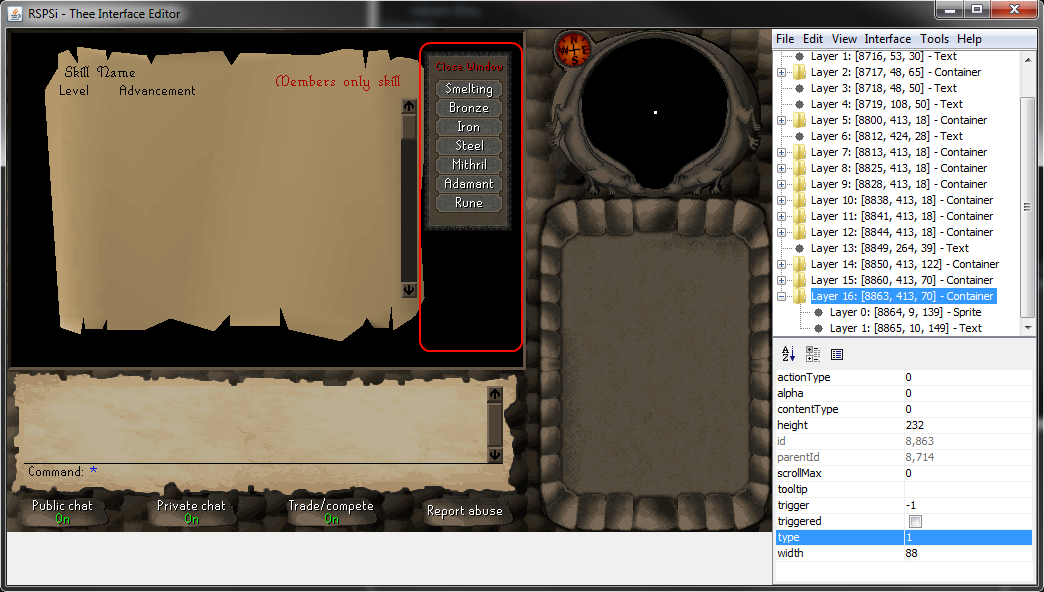 RSPSi - Thee Interface Editor
Skill Name
Members only skill
Level Advancement
Close Window
Smelting
Bronze
Iron
Steel
Mithril
Adamant
Rune
N
W E
S
Command: *
Public chat
On
Private chat
On
Trade/compete
On
Report abuse
File Edit View Interface Tools Help
Layer 1: [8716, 53, 30] - Text
Layer 2: [8717, 48, 65] - Container
Layer 3: [8718, 48, 50] - Text
Layer 4: [8719, 108, 50] - Text
Layer 5: [8800, 413, 18] - Container
Layer 6: [8812, 424, 28] - Text
Layer 7: [8813, 413, 18] - Container
Layer 8: [8825, 413, 18] - Container
Layer 9: [8828, 413, 18] - Container
Layer 10: [8838, 413, 18] - Container
Layer 11: [8841, 413, 18] - Container
Layer 12: [8844, 413, 18] - Container
Layer 13: [8849, 264, 39] - Text
Layer 14: [8850, 413, 122] - Container
Layer 15: [8860, 413, 70] - Container
Layer 16: [8863, 413, 70] - Container
Layer 0: [8864, 9, 139] - Sprite
Layer 1: [8865, 10, 149] - Text
actionType 0
alpha 0
contentType 0
height 232
id 8,863
parentId 8,714
scrollMax 0
tooltip
trigger -1
triggered
type 1
width 88